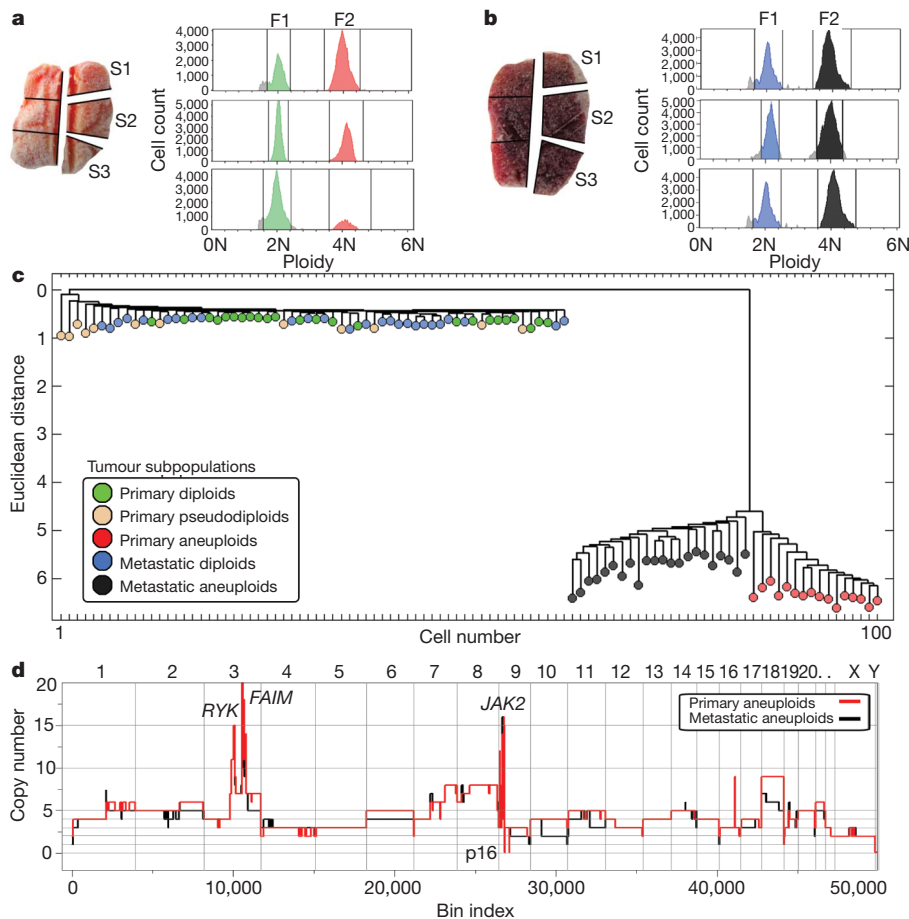 a
F1 F2
S1
S2
S3
Cell count
4,000
3,000
2,000
1,000
0
5,000
4,000
3,000
2,000
1,000
0
4,000
3,000
2,000
1,000
0
0N 2N 4N 6N
Ploidy
b
F1 F2
S1
S2
S3
Cell count
4,000
3,000
2,000
1,000
0
4,000
3,000
2,000
1,000
0
4,000
3,000
2,000
1,000
0
0N 2N 4N 6N
Ploidy
c
Euclidean distance
0
1
2
3
4
5
6
Tumour subpopulations
Primary diploids
Primary pseudodiploids
Primary aneuploids
Metastatic diploids
Metastatic aneuploids
1 100
Cell number
d
1 2 3 4 5 6 7 8 9 10 11 12 13 14 15 16 17 18 19 20. . X Y
Copy number
20
15
10
5
0
RYK FAIM
JAK2
p16
Primary aneuploids
Metastatic aneuploids
0 10,000 20,000 30,000 40,000 50,000
Bin index